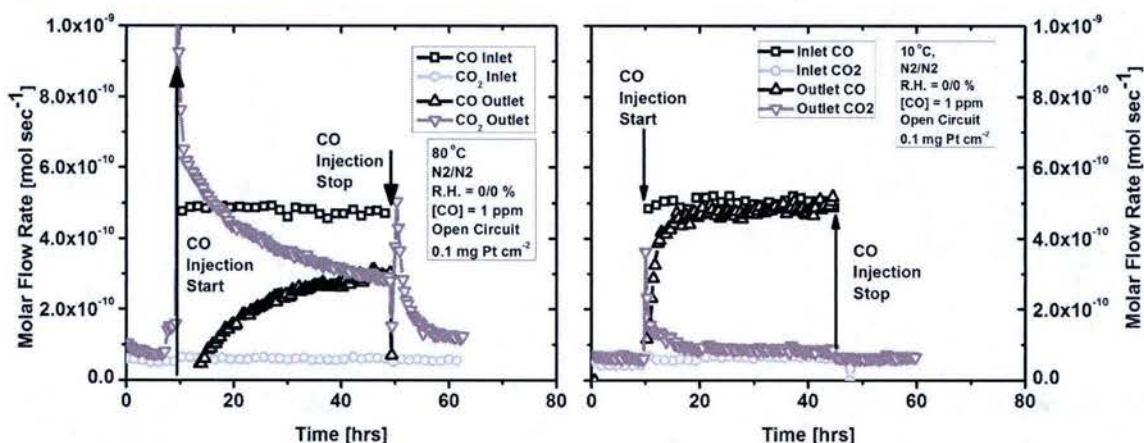 Molar Flow Rate [mol sec⁻¹]
1.0x10⁻⁹
8.0x10⁻¹⁰
6.0x10⁻¹⁰
4.0x10⁻¹⁰
2.0x10⁻¹⁰
0.0
0 20 40 60 80
Time [hrs]
CO Inlet
CO₂ Inlet
CO Outlet
CO₂ Outlet
80°C
N2/N2
R.H. = 0/0 %
[CO] = 1 ppm
Open Circuit
0.1 mg Pt cm⁻²
CO
Injection
Stop
CO
Injection
Start
CO
Injection
Start
Inlet CO
Inlet CO2
Outlet CO
Outlet CO2
10°C,
N2/N2
R.H. = 0/0 %
[CO] = 1 ppm
Open Circuit
0.1 mg Pt cm⁻²
CO
Injection
Stop
0 20 40 60 80
Time [hrs]
1.0x10⁻⁹
8.0x10⁻¹⁰
6.0x10⁻¹⁰
4.0x10⁻¹⁰
2.0x10⁻¹⁰
0.0
Molar Flow Rate [mol sec⁻¹]